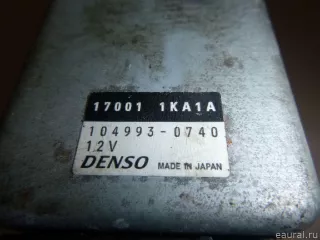 17001 1KA1A
104993-0740
12V
DENSO MADE IN JAPAN
eaural.ru